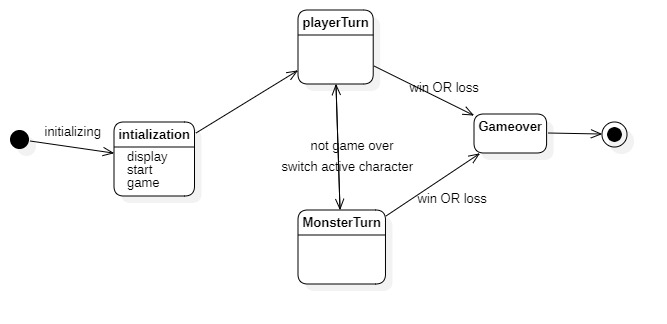 playerTurn
win OR loss
initializing
intialization
display
start
game
Gameover
not game over
switch active character
win OR loss
MonsterTurn